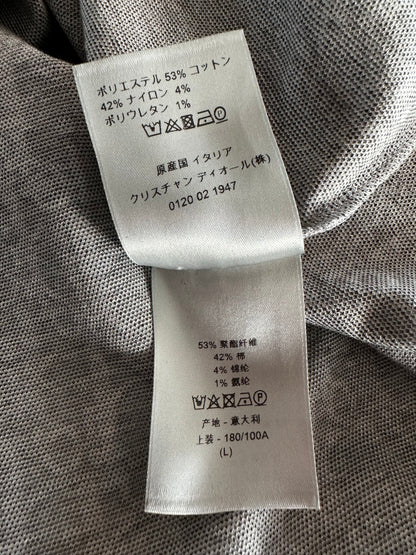 ポリエステル 53% コットン
42% ナイロン 4%
ポリウレタン 1%
原産国 イタリア
クリスチャン ディオール(株)
0120 02 1947
53% 聚酯纤维
42% 棉
4% 锦纶
1% 氨纶
P
产地 - 意大利
上装 - 180/100A
(L)